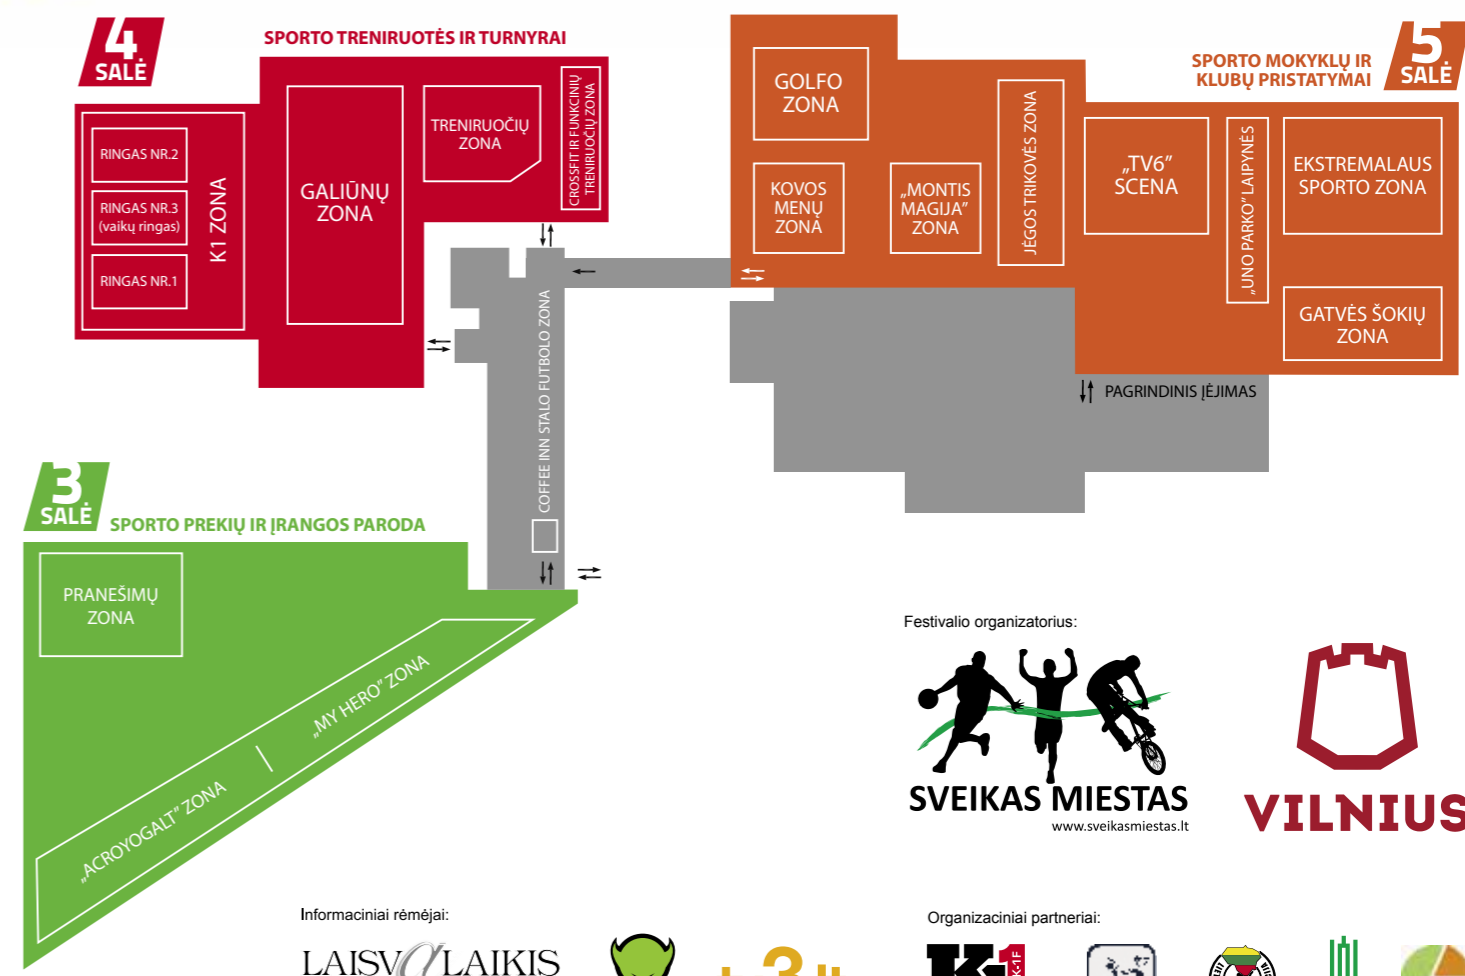 4
SALĖ
SPORTO TRENIRUOTĖS IR TURNYRAI
RINGAS NR.2
RINGAS NR.3
(vaikų ringas)
RINGAS NR.1
K1 ZONA
GALIŪNŲ
ZONA
TRENIRUOČIŲ
ZONA
CROSSFIT IR FUNKCINIŲ
TRENIRUOČIŲ ZONA
5
SALĖ
SPORTO MOKYKLŲ IR
KLUBŲ PRISTATYMAI
GOLFO
ZONA
KOVOS
MENŲ
ZONA
„MONTIS
MAGIJA”
ZONA
JĖGOS TRIKOVĖS ZONA
„TV6”
SCENA
„UNO PARKO” LAIPYNĖS
EKSTREMALAUS
SPORTO ZONA
GATVĖS ŠOKIŲ
ZONA
PAGRINDINIS ĮĖJIMAS
COFFEE INN STALO FUTBOLO ZONA
3
SALĖ
SPORTO PREKIŲ IR ĮRANGOS PARODA
PRANEŠIMŲ
ZONA
„MY HERO” ZONA
„ACROYOGALT” ZONA
Festivalio organizatorius:
SVEIKAS MIESTAS
www.sveikasmiestas.lt
VILNIUS
Informaciniai rėmėjai:
LAISVALAIKIS
Organizaciniai partneriai:
K-1
K-1F